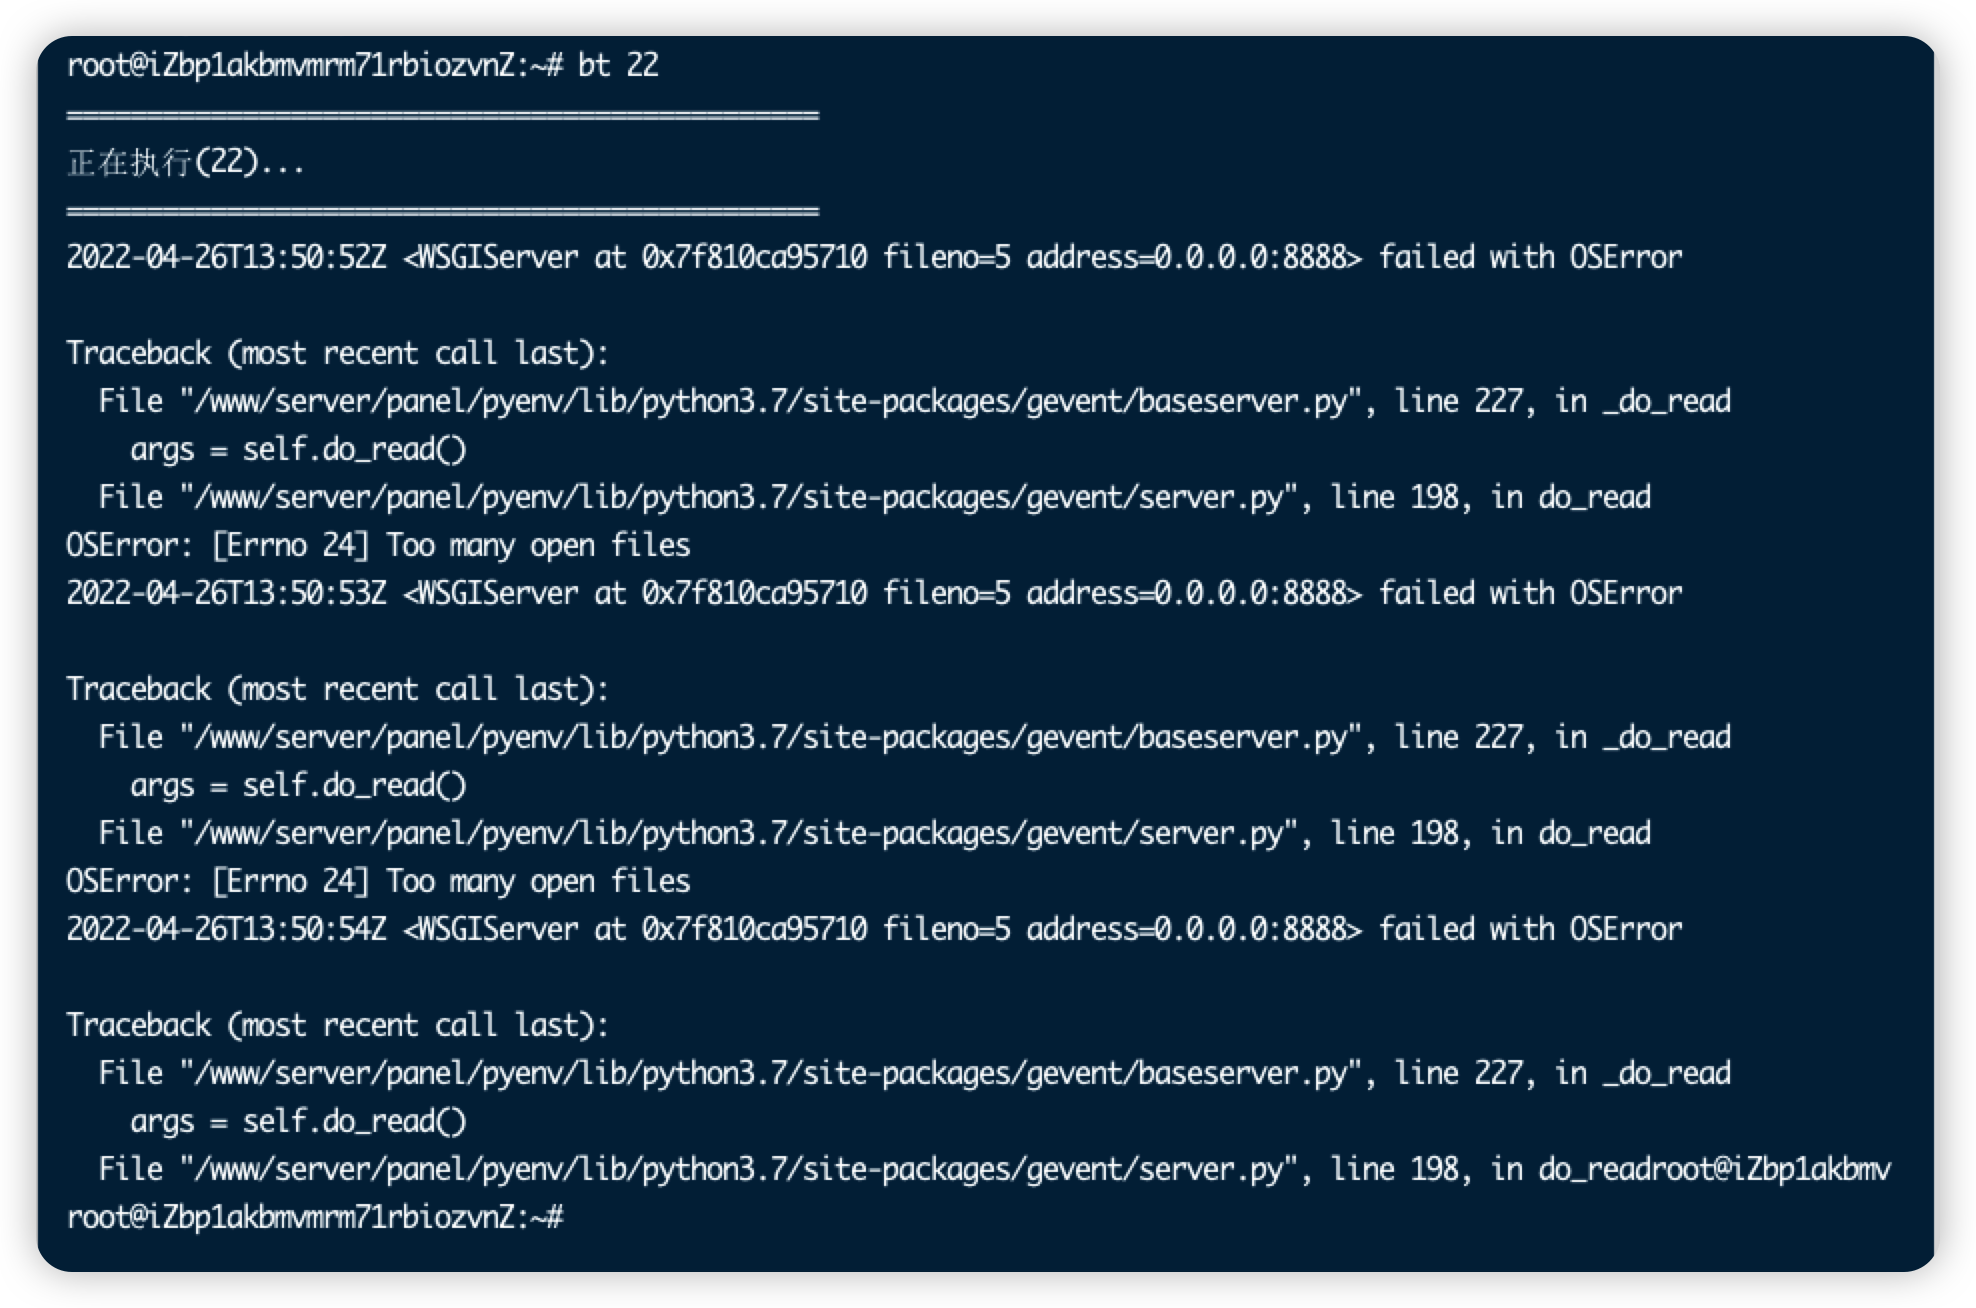 root@iZbp1akbmvmrm71rbiozvnZ:~# bt 22
===============================================
正在执行(22)...
===============================================
2022-04-26T13:50:52Z <WSGIServer at 0x7f810ca95710 fileno=5 address=0.0.0.0:8888> failed with OSError

Traceback (most recent call last):
  File "/www/server/panel/pyenv/lib/python3.7/site-packages/gevent/baseserver.py", line 227, in _do_read
    args = self.do_read()
  File "/www/server/panel/pyenv/lib/python3.7/site-packages/gevent/server.py", line 198, in do_read
OSError: [Errno 24] Too many open files
2022-04-26T13:50:53Z <WSGIServer at 0x7f810ca95710 fileno=5 address=0.0.0.0:8888> failed with OSError

Traceback (most recent call last):
  File "/www/server/panel/pyenv/lib/python3.7/site-packages/gevent/baseserver.py", line 227, in _do_read
    args = self.do_read()
  File "/www/server/panel/pyenv/lib/python3.7/site-packages/gevent/server.py", line 198, in do_read
OSError: [Errno 24] Too many open files
2022-04-26T13:50:54Z <WSGIServer at 0x7f810ca95710 fileno=5 address=0.0.0.0:8888> failed with OSError

Traceback (most recent call last):
  File "/www/server/panel/pyenv/lib/python3.7/site-packages/gevent/baseserver.py", line 227, in _do_read
    args = self.do_read()
  File "/www/server/panel/pyenv/lib/python3.7/site-packages/gevent/server.py", line 198, in do_readroot@iZbp1akbmv
root@iZbp1akbmvmrm71rbiozvnZ:~#